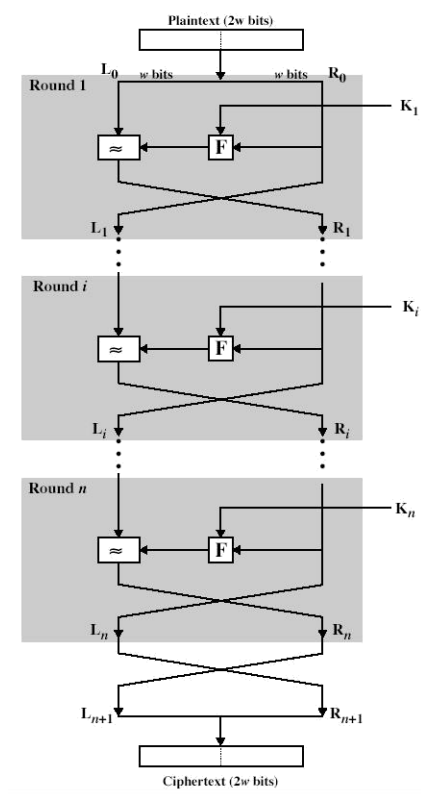 Plaintext (2w bits)
L0 w bits w bits R0
Round 1
K1
≈ F
L1 R1
Round i
Ki
≈ F
Li Ri
Round n
Kn
≈ F
Ln Rn
Ln+1 Rn+1
Ciphertext (2w bits)